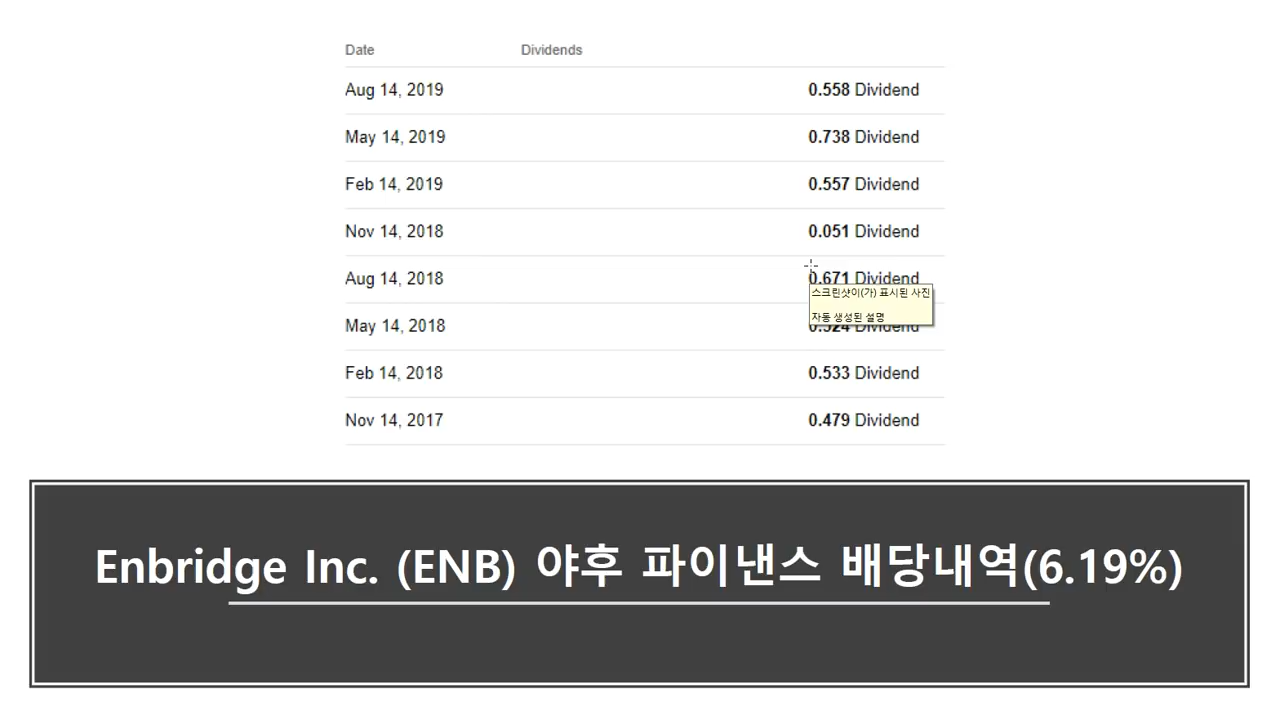 Date Dividends
Aug 14, 2019 0.558 Dividend
May 14, 2019 0.738 Dividend
Feb 14, 2019 0.557 Dividend
Nov 14, 2018 0.051 Dividend
Aug 14, 2018 0.671 Dividend
스크린샷이(가) 표시된 사진
자동 생성된 설명
May 14, 2018 0.524 Dividend
Feb 14, 2018 0.533 Dividend
Nov 14, 2017 0.479 Dividend
Enbridge Inc. (ENB) 야후 파이낸스 배당내역(6.19%)